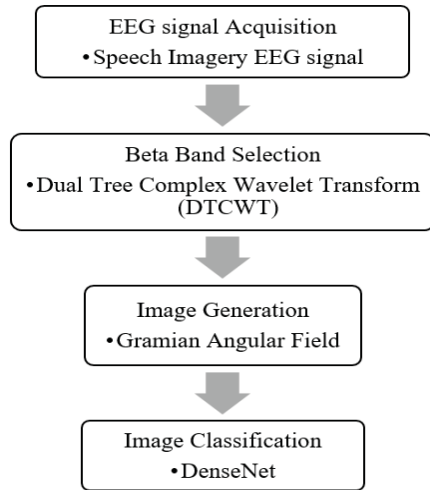 EEG signal Acquisition
•Speech Imagery EEG signal
Beta Band Selection
•Dual Tree Complex Wavelet Transform
(DTCWT)
Image Generation
•Gramian Angular Field
Image Classification
•DenseNet